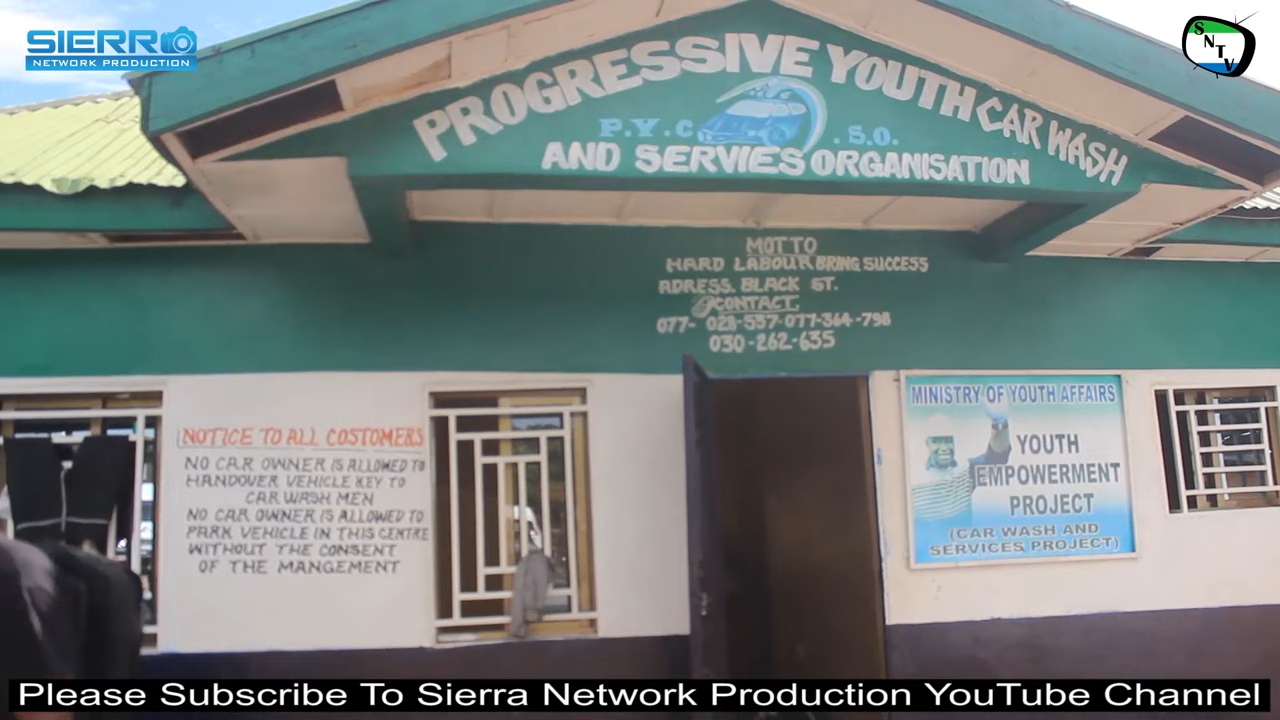 SIERRO
NETWORK PRODUCTION
SNTV
PROGRESSIVE YOUTH CAR WASH
P.Y.C .S.O.
AND SERVIES ORGANISATION
MOTTO
HARD LABOUR BRING SUCCESS
ADRESS. BLACK ST.
CONTACT.
077- 028-537-077-364-798
030-262-635
NOTICE TO ALL COSTOMERS
NO CAR OWNER IS ALLOWED TO
HANDOVER VEHICLE KEY TO
CAR WASH MEN
NO CAR OWNER IS ALLOWED TO
PARK VEHICLE IN THIS CENTRE
WITHOUT THE CONSENT
OF THE MANGEMENT
MINISTRY OF YOUTH AFFAIRS
YOUTH
EMPOWERMENT
PROJECT
(CAR WASH AND
SERVICES PROJECT)
Please Subscribe To Sierra Network Production YouTube Channel